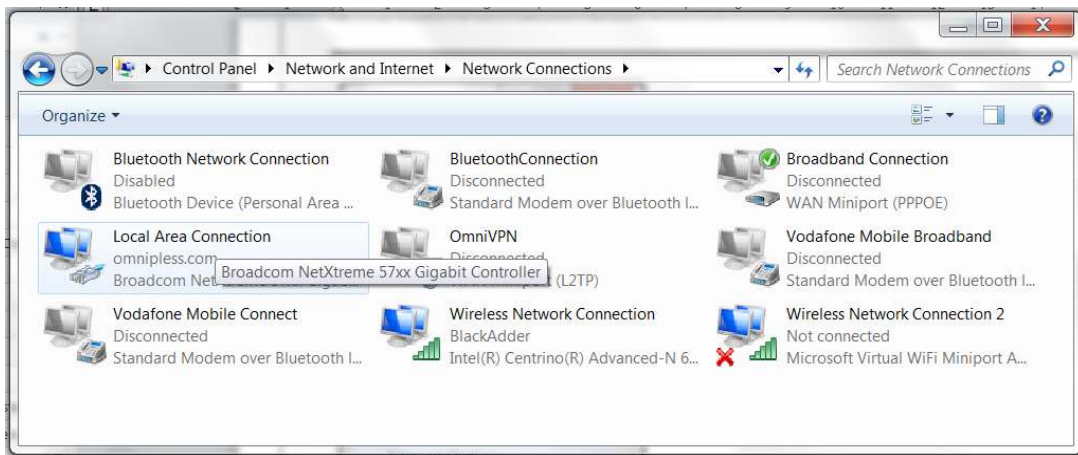 Control Panel Network and Internet Network Connections Search Network Connections
Organize
Bluetooth Network Connection
Disabled
Bluetooth Device (Personal Area ...
BluetoothConnection
Disconnected
Standard Modem over Bluetooth l...
Broadband Connection
Disconnected
WAN Miniport (PPPOE)
Local Area Connection
omnipless.com
Broadcom Net
Broadcom NetXtreme 57xx Gigabit Controller
OmniVPN
Disconnected
(L2TP)
Vodafone Mobile Broadband
Disconnected
Standard Modem over Bluetooth l...
Vodafone Mobile Connect
Disconnected
Standard Modem over Bluetooth l...
Wireless Network Connection
BlackAdder
Intel(R) Centrino(R) Advanced-N 6...
Wireless Network Connection 2
Not connected
Microsoft Virtual WiFi Miniport A...